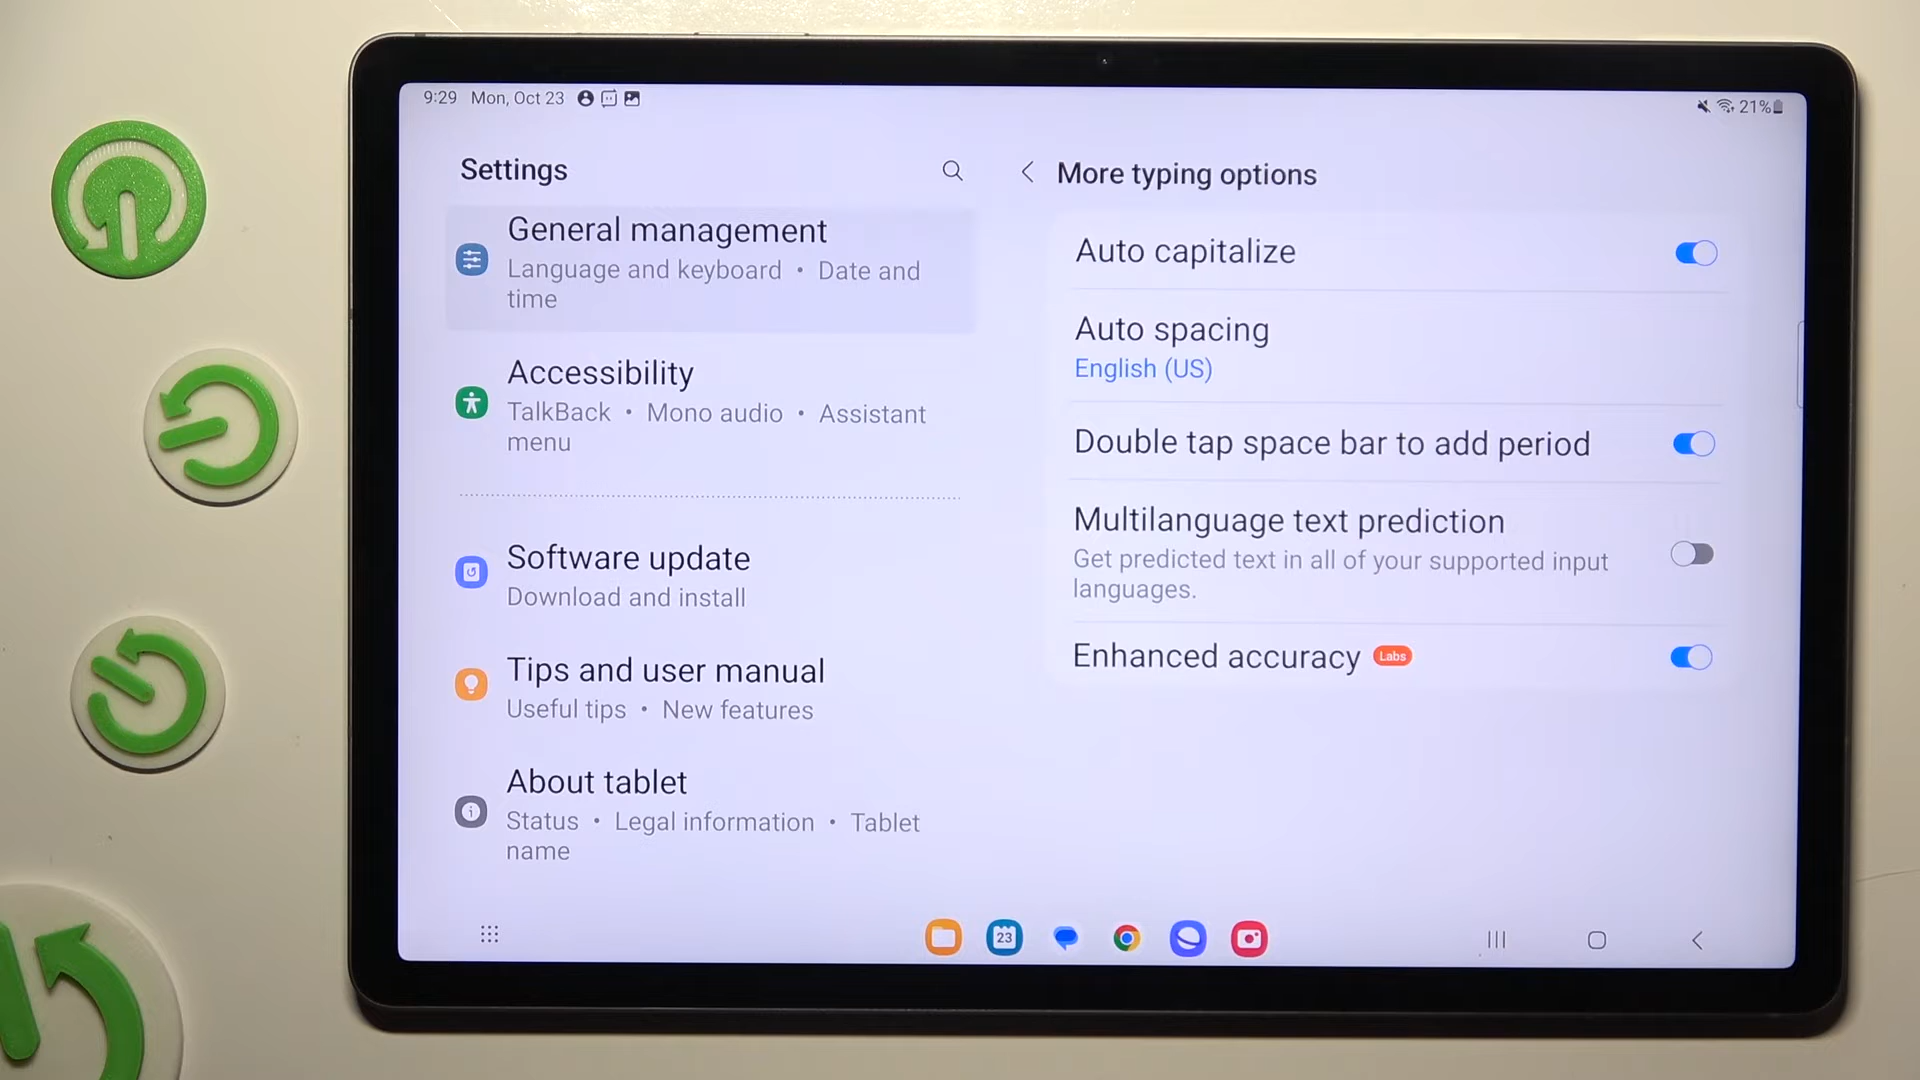 9:29 Mon, Oct 23
21%
Settings
General management
Language and keyboard • Date and
time
Accessibility
TalkBack • Mono audio • Assistant
menu
Software update
Download and install
Tips and user manual
Useful tips • New features
About tablet
Status • Legal information • Tablet
name
More typing options
Auto capitalize
Auto spacing
English (US)
Double tap space bar to add period
Multilanguage text prediction
Get predicted text in all of your supported input
languages.
Enhanced accuracy Labs
23